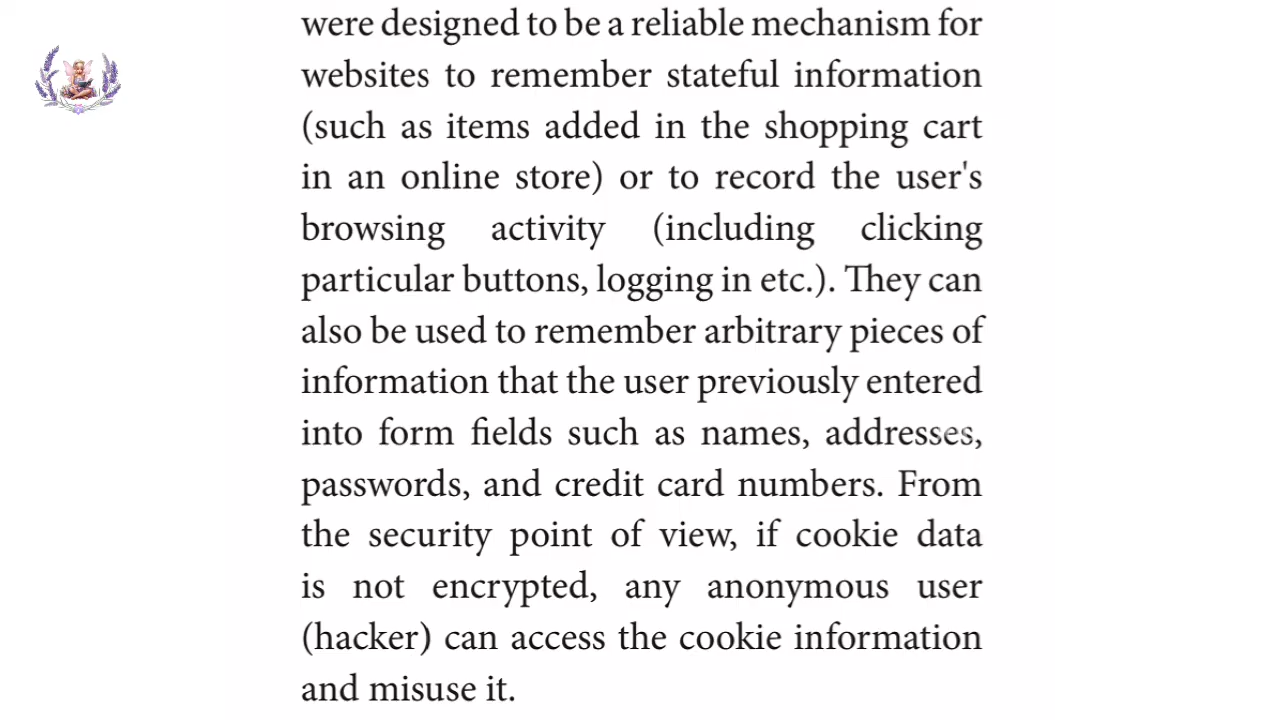 were designed to be a reliable mechanism for
websites to remember stateful information
(such as items added in the shopping cart
in an online store) or to record the user's
browsing activity (including clicking
particular buttons, logging in etc.). They can
also be used to remember arbitrary pieces of
information that the user previously entered
into form fields such as names, addresses,
passwords, and credit card numbers. From
the security point of view, if cookie data
is not encrypted, any anonymous user
(hacker) can access the cookie information
and misuse it.